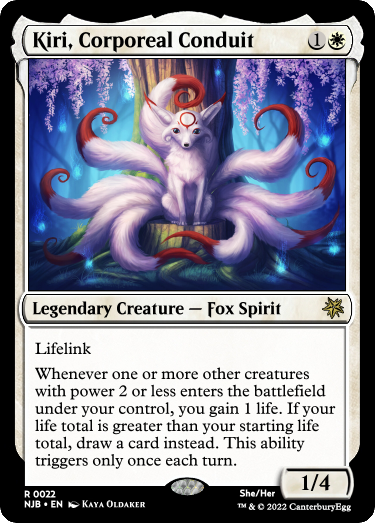 Kiri, Corporeal Conduit 1
Legendary Creature — Fox Spirit
Lifelink
Whenever one or more other creatures
with power 2 or less enters the battlefield
under your control, you gain 1 life. If your
life total is greater than your starting life
total, draw a card instead. This ability
triggers only once each turn.
1/4
R 0022 She/Her
NJB • EN Kaya Oldaker ™ & © 2022 CanterburyEgg